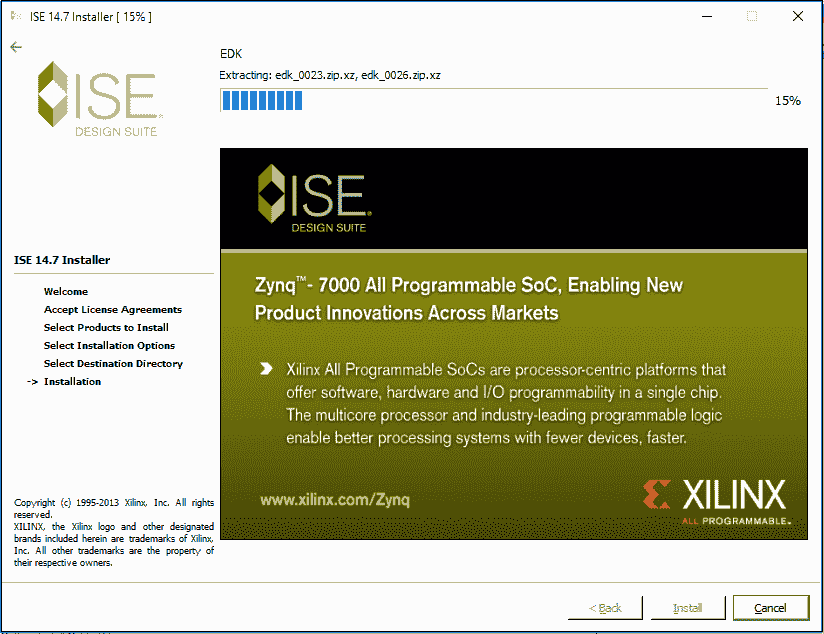 ISE 14.7 Installer [ 15% ]
ISE
DESIGN SUITE
EDK
Extracting: edk_0023.zip.xz, edk_0026.zip.xz
15%
ISE 14.7 Installer
Welcome
Accept License Agreements
Select Products to Install
Select Installation Options
Select Destination Directory
-> Installation
Copyright (c) 1995-2013 Xilinx, Inc. All rights
reserved.
XILINX, the Xilinx logo and other designated
brands included herein are trademarks of Xilinx,
Inc. All other trademarks are the property of
their respective owners.
ISE
DESIGN SUITE
Zynq™- 7000 All Programmable SoC, Enabling New
Product Innovations Across Markets
Xilinx All Programmable SoCs are processor-centric platforms that
offer software, hardware and I/O programmability in a single chip.
The multicore processor and industry-leading programmable logic
enable better processing systems with fewer devices, faster.
www.xilinx.com/Zynq
XILINX
ALL PROGRAMMABLE™
< Back
Install
Cancel